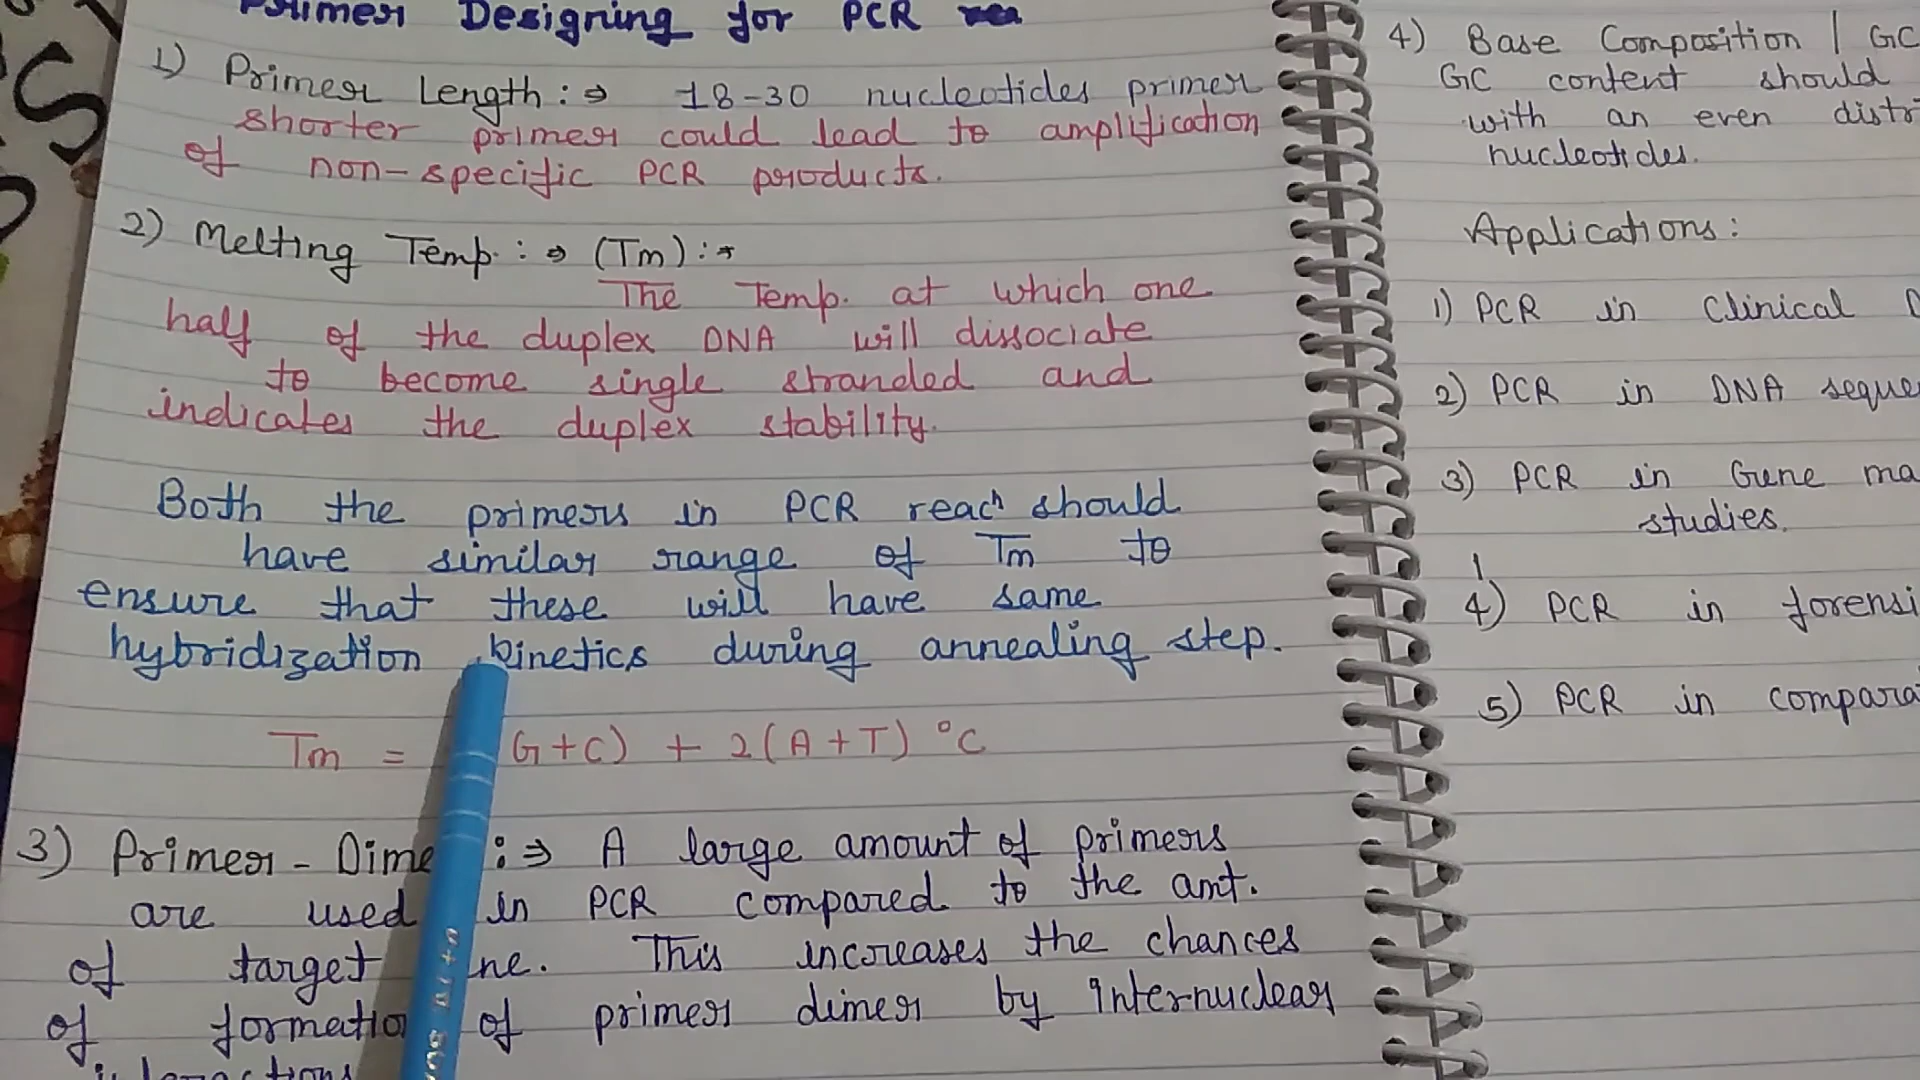 Primer Designing for PCR
1) Primer Length :⇒ 18-30 nucleotides primer
shorter primer could lead to amplification
of non-specific PCR products.
2) Melting Temp. :⇒ (Tm) :→
The Temp. at which one
half of the duplex DNA will dissociate
to become single stranded and
indicates the duplex stability.
Both the primers in PCR reacⁿ should
have similar range of Tm to
ensure that these will have same
hybridization kinetics during annealing step.
Tm = G+C) + 2(A+T) °C
3) Primer - Dime :⇒ A large amount of primers
are used in PCR compared to the amt.
of target ne. This increases the chances
of formatio of primer dimer by internuclear
4) Base Composition / GC
GC content should
with an even distr
nucleotides.
Applications :
1) PCR in Clinical
2) PCR in DNA seque
3) PCR in Gene ma
studies.
4) PCR in forensi
5) PCR in compara